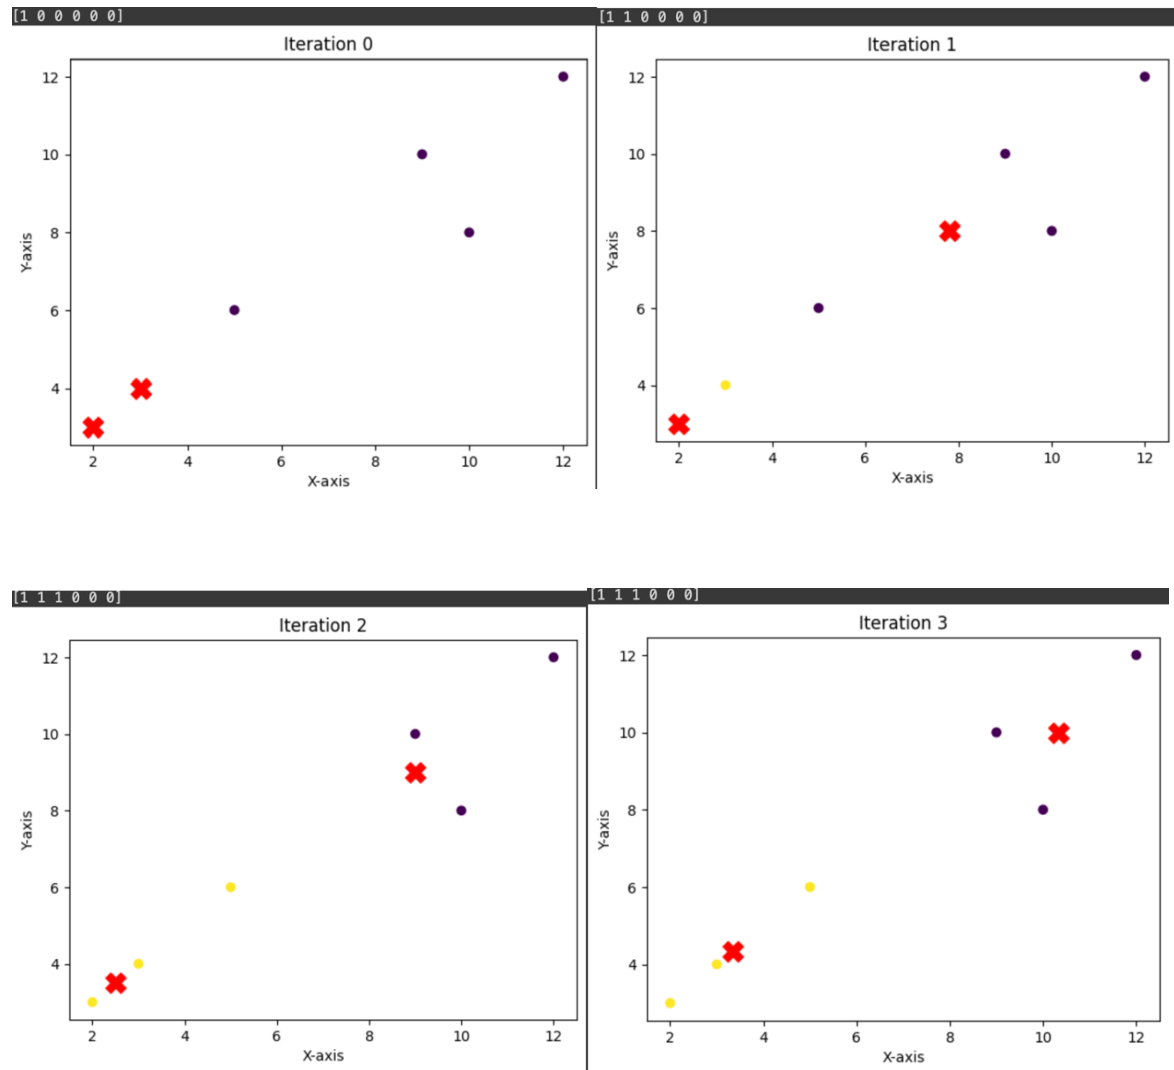 [1 0 0 0 0 0]
Iteration 0
12
10
8
6
4
Y-axis
2 4 6 8 10 12
X-axis
[1 1 0 0 0 0]
Iteration 1
12
10
8
6
4
Y-axis
2 4 6 8 10 12
X-axis
[1 1 1 0 0 0]
Iteration 2
12
10
8
6
4
Y-axis
2 4 6 8 10 12
X-axis
[1 1 1 0 0 0]
Iteration 3
12
10
8
6
4
Y-axis
2 4 6 8 10 12
X-axis